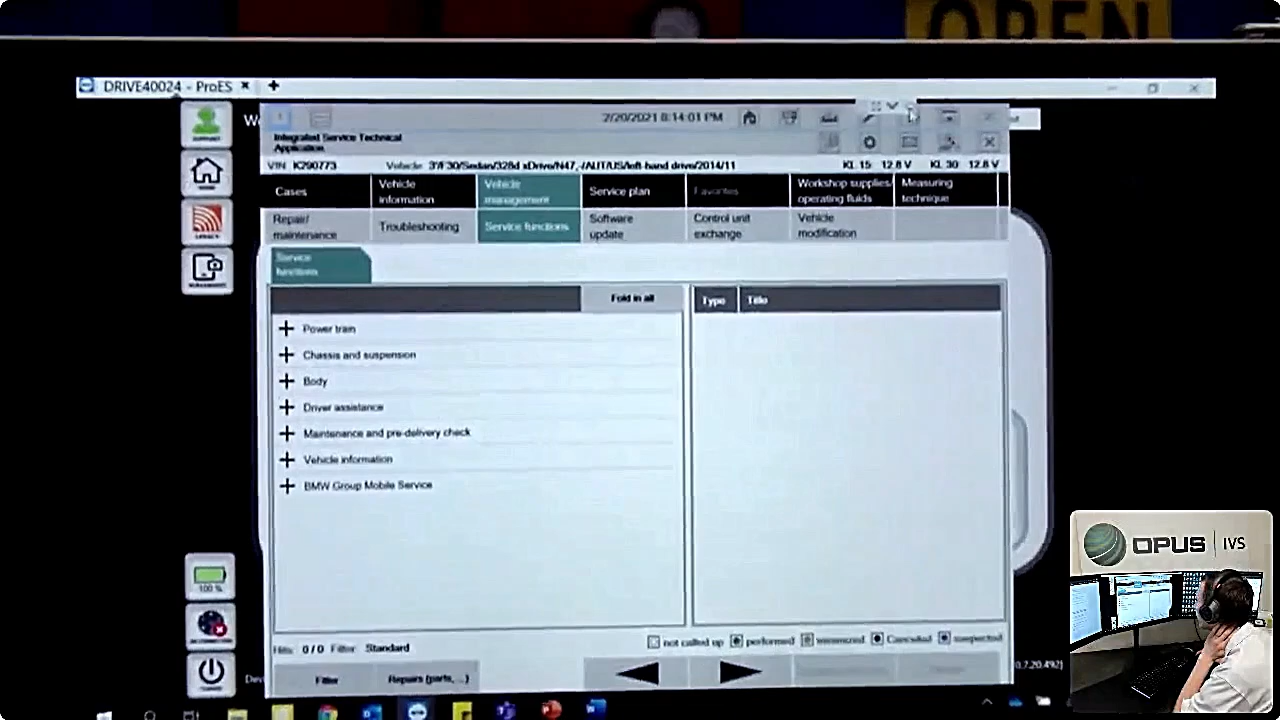 OPEN
DRIVE40024 - ProES
SUPPORT
2/20/2021 8:14:01 PM
Integrated Service Technical
Application
VIN K290773 Vehicle: 3'/F30/Sedan/328d xDrive/N47_-/AUT/US/left-hand drive/2014/11 KL 15: 12.8 V KL 30: 12.8 V
Cases
Vehicle
information
Vehicle
management
Service plan
Favorites
Workshop supplies/
operating fluids
Measuring
technique
Repair/
maintenance
Troubleshooting
Service functions
Software
update
Control unit
exchange
Vehicle
modification
Service
functions
Fold in all
Type Title
Power train
Chassis and suspension
Body
Driver assistance
Maintenance and pre-delivery check
Vehicle information
BMW Group Mobile Service
100 %
Hits: 0/0 Filter: Standard
not called up performed Cancelled suspected
Filter
Repairs (parts, ...)
OPUS IVS